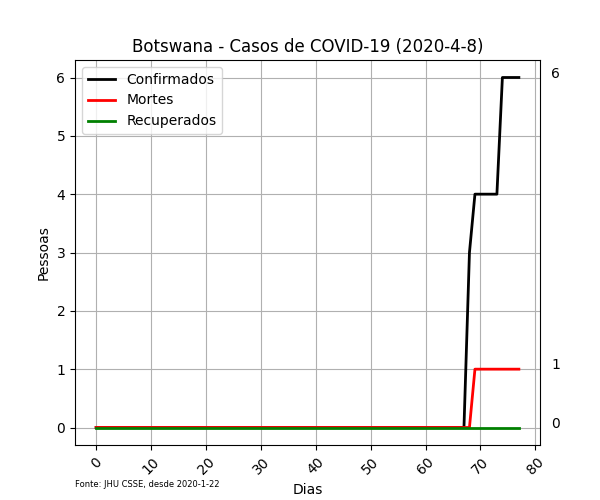 Botswana - Casos de COVID-19 (2020-4-8)
Confirmados
Mortes
Recuperados
Pessoas
6
5
4
3
2
1
0
6
1
0
0 10 20 30 40 50 60 70 80
Dias
Fonte: JHU CSSE, desde 2020-1-22